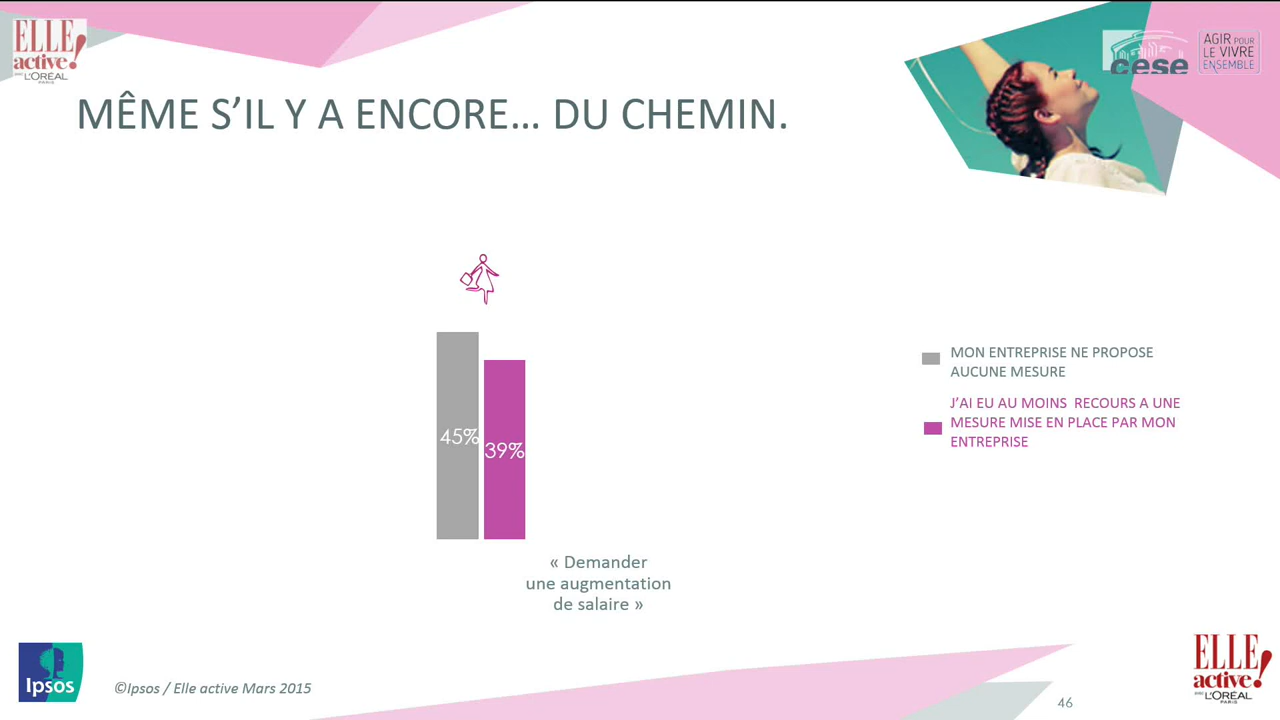 ELLE
active!
AVEC L'ORÉAL
PARIS
cese
AGIR POUR
LE VIVRE
ENSEMBLE
MÊME S’IL Y A ENCORE… DU CHEMIN.
MON ENTREPRISE NE PROPOSE
AUCUNE MESURE
J’AI EU AU MOINS  RECOURS A UNE
MESURE MISE EN PLACE PAR MON
ENTREPRISE
45%
39%
« Demander
une augmentation
de salaire »
Ipsos
©Ipsos / Elle active Mars 2015
46
ELLE
active!
AVEC L'ORÉAL
PARIS